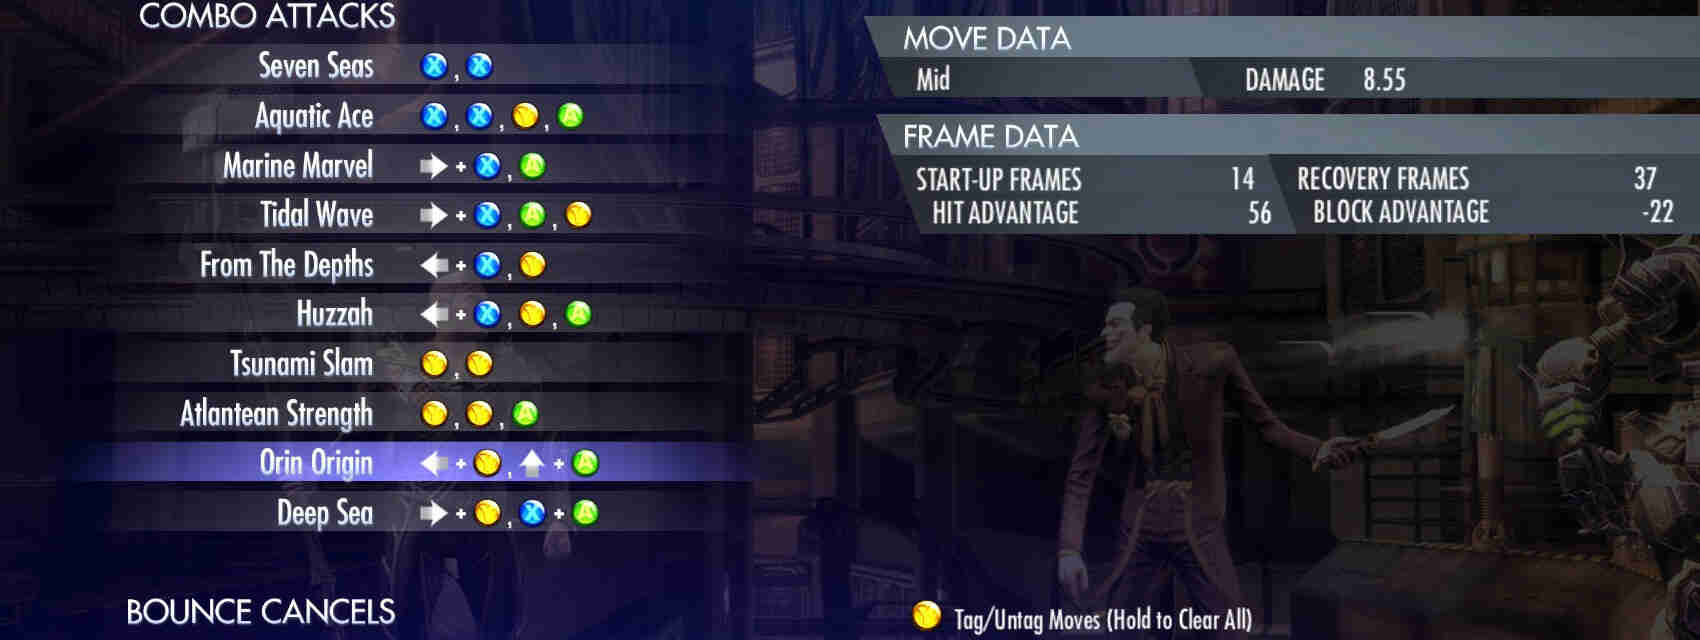 COMBO ATTACKS
Seven Seas X, X
Aquatic Ace X, X, Y, A
Marine Marvel → + X, A
Tidal Wave → + X, A, Y
From The Depths ← + X, Y
Huzzah ← + X, Y, A
Tsunami Slam Y, Y
Atlantean Strength Y, Y, A
Orin Origin ← + Y, ↑ + A
Deep Sea → + Y, X + A
BOUNCE CANCELS
MOVE DATA
Mid DAMAGE 8.55
FRAME DATA
START-UP FRAMES 14 RECOVERY FRAMES 37
HIT ADVANTAGE 56 BLOCK ADVANTAGE -22
Y Tag/Untag Moves (Hold to Clear All)